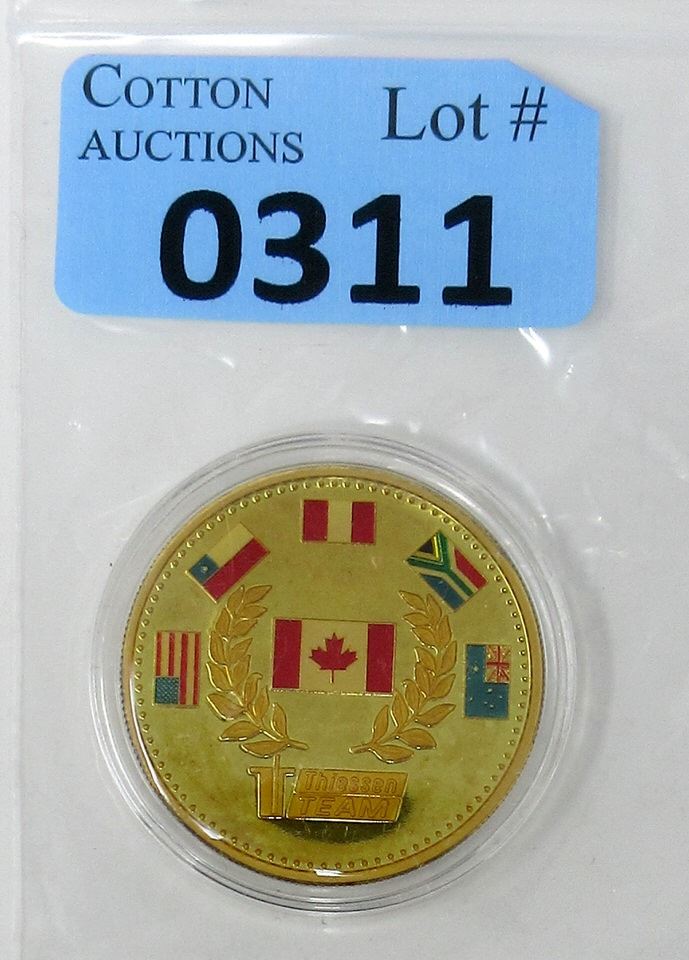 COTTON
AUCTIONS
Lot #
0311
Thiessen
TEAM